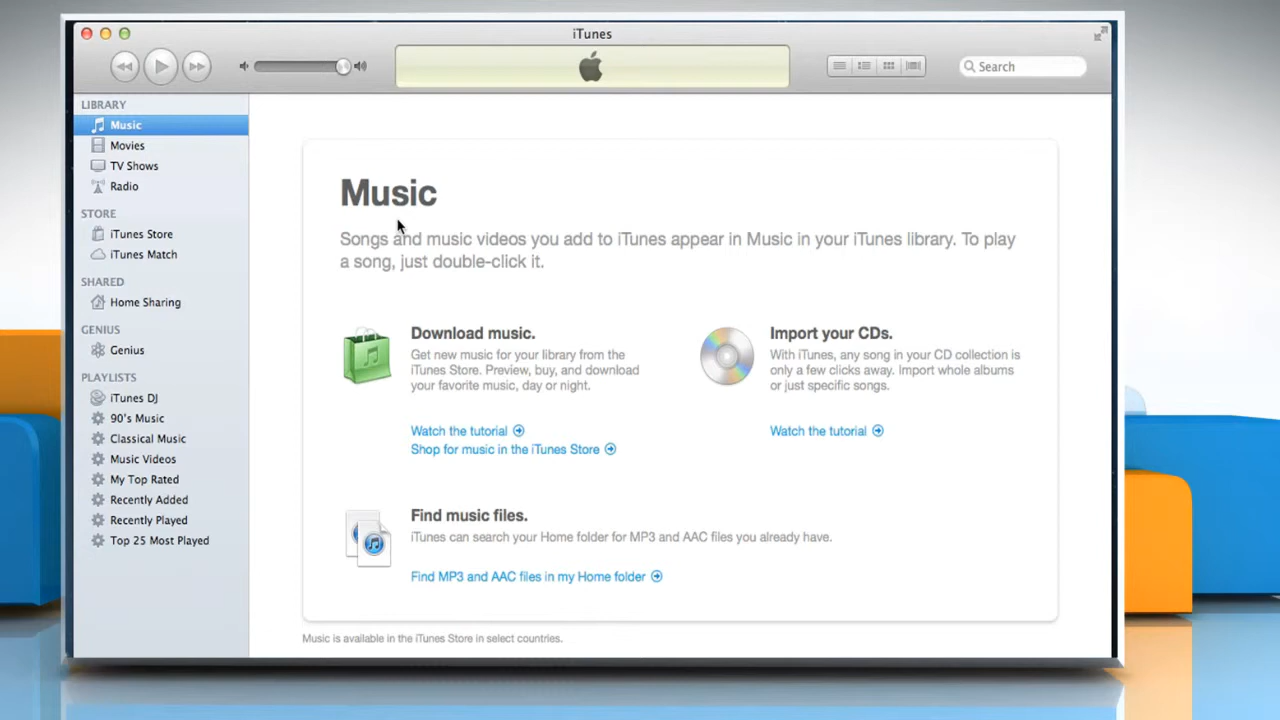 iTunes
Search
LIBRARY
Music
Movies
TV Shows
Radio
STORE
iTunes Store
iTunes Match
SHARED
Home Sharing
GENIUS
Genius
PLAYLISTS
iTunes DJ
90's Music
Classical Music
Music Videos
My Top Rated
Recently Added
Recently Played
Top 25 Most Played
Music
Songs and music videos you add to iTunes appear in Music in your iTunes library. To play
a song, just double-click it.
Download music.
Get new music for your library from the
iTunes Store. Preview, buy, and download
your favorite music, day or night.
Watch the tutorial
Shop for music in the iTunes Store
Import your CDs.
With iTunes, any song in your CD collection is
only a few clicks away. Import whole albums
or just specific songs.
Watch the tutorial
Find music files.
iTunes can search your Home folder for MP3 and AAC files you already have.
Find MP3 and AAC files in my Home folder
Music is available in the iTunes Store in select countries.